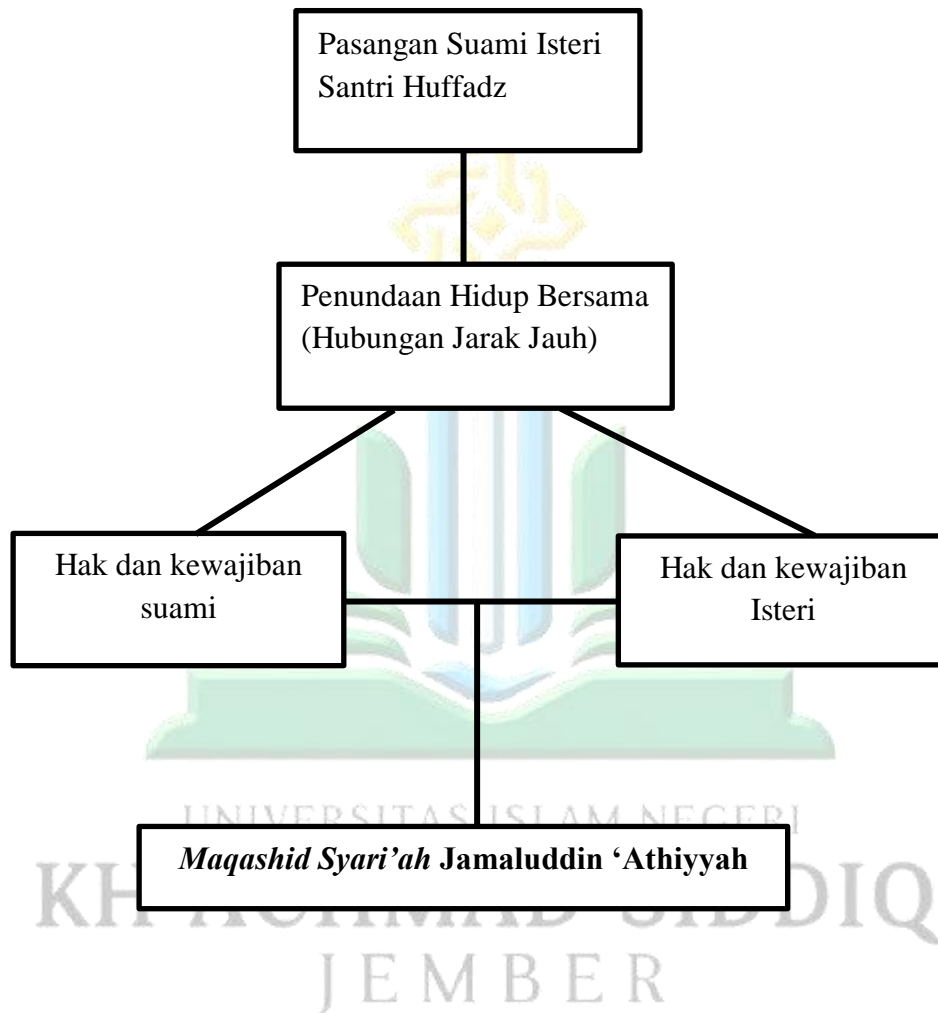 Pasangan Suami Isteri
Santri Huffadz
Penundaan Hidup Bersama
(Hubungan Jarak Jauh)
Hak dan kewajiban
suami
Hak dan kewajiban
Isteri
UNIVERSITAS ISLAM NEGERI
Maqashid Syari’ah Jamaluddin ‘Athiyyah
KH ACHMAD SIDDIQ
JEMBER